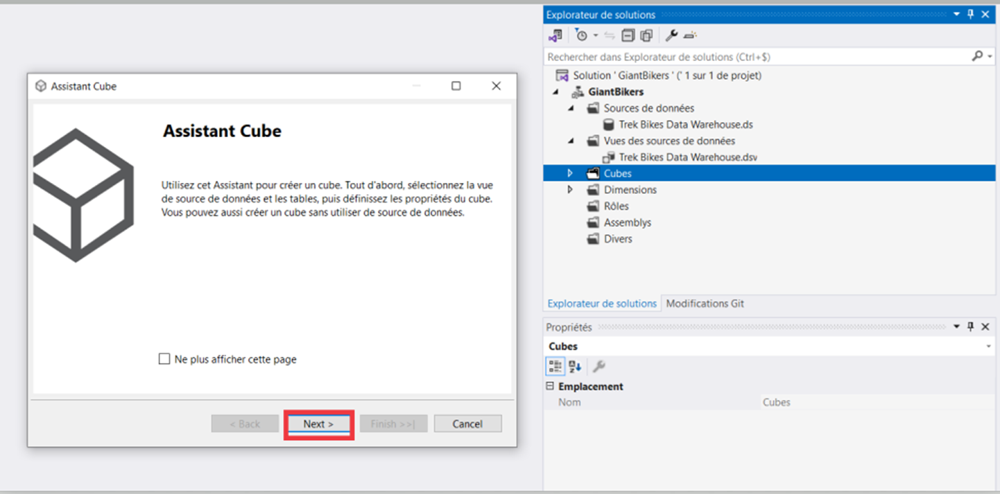 Assistant Cube
Assistant Cube
Utilisez cet Assistant pour créer un cube. Tout d'abord, sélectionnez la vue
de source de données et les tables, puis définissez les propriétés du cube.
Vous pouvez aussi créer un cube sans utiliser de source de données.
Ne plus afficher cette page
< Back
Next >
Finish >>|
Cancel
Explorateur de solutions
Rechercher dans Explorateur de solutions (Ctrl+$)
Solution ' GiantBikers ' (' 1 sur 1 de projet)
GiantBikers
Sources de données
Trek Bikes Data Warehouse.ds
Vues des sources de données
Trek Bikes Data Warehouse.dsv
Cubes
Dimensions
Rôles
Assemblys
Divers
Explorateur de solutions
Modifications Git
Propriétés
Cubes
Emplacement
Nom Cubes